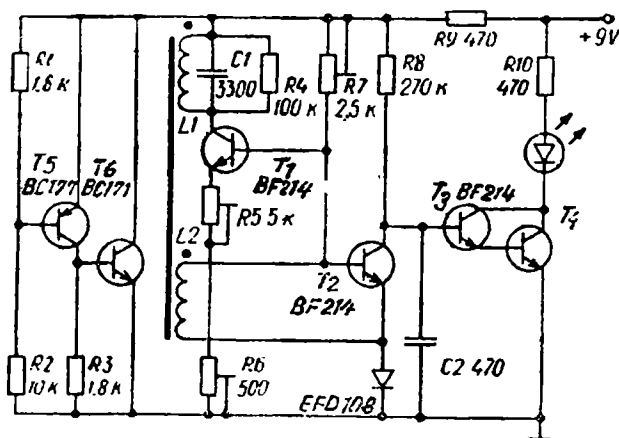 R1
1,6 к
T5
BC177
T6
BC171
R2
10 к
R3
1,8 к
C1
3300
R4
100 к
L1
T1
BF214
R5 5 к
L2
R6
500
R7
2,5 к
R8
270 к
R9 470
+9V
R10
470
T2
BF214
T3 BF214
T4
C2 470
EFD108